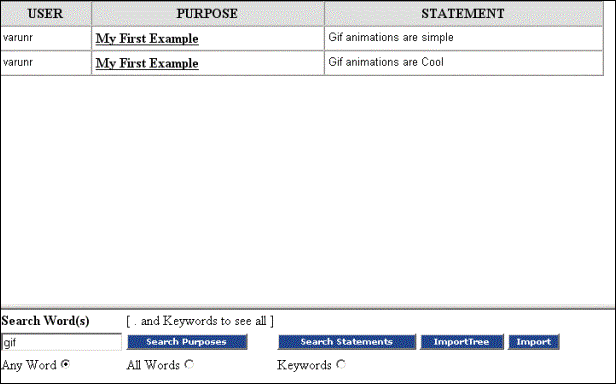 USER PURPOSE STATEMENT
varunr My First Example Gif animations are simple
varunr My First Example Gif animations are Cool
Search Word(s) [ . and Keywords to see all ]
gif Search Purposes Search Statements ImportTree Import
Any Word All Words Keywords